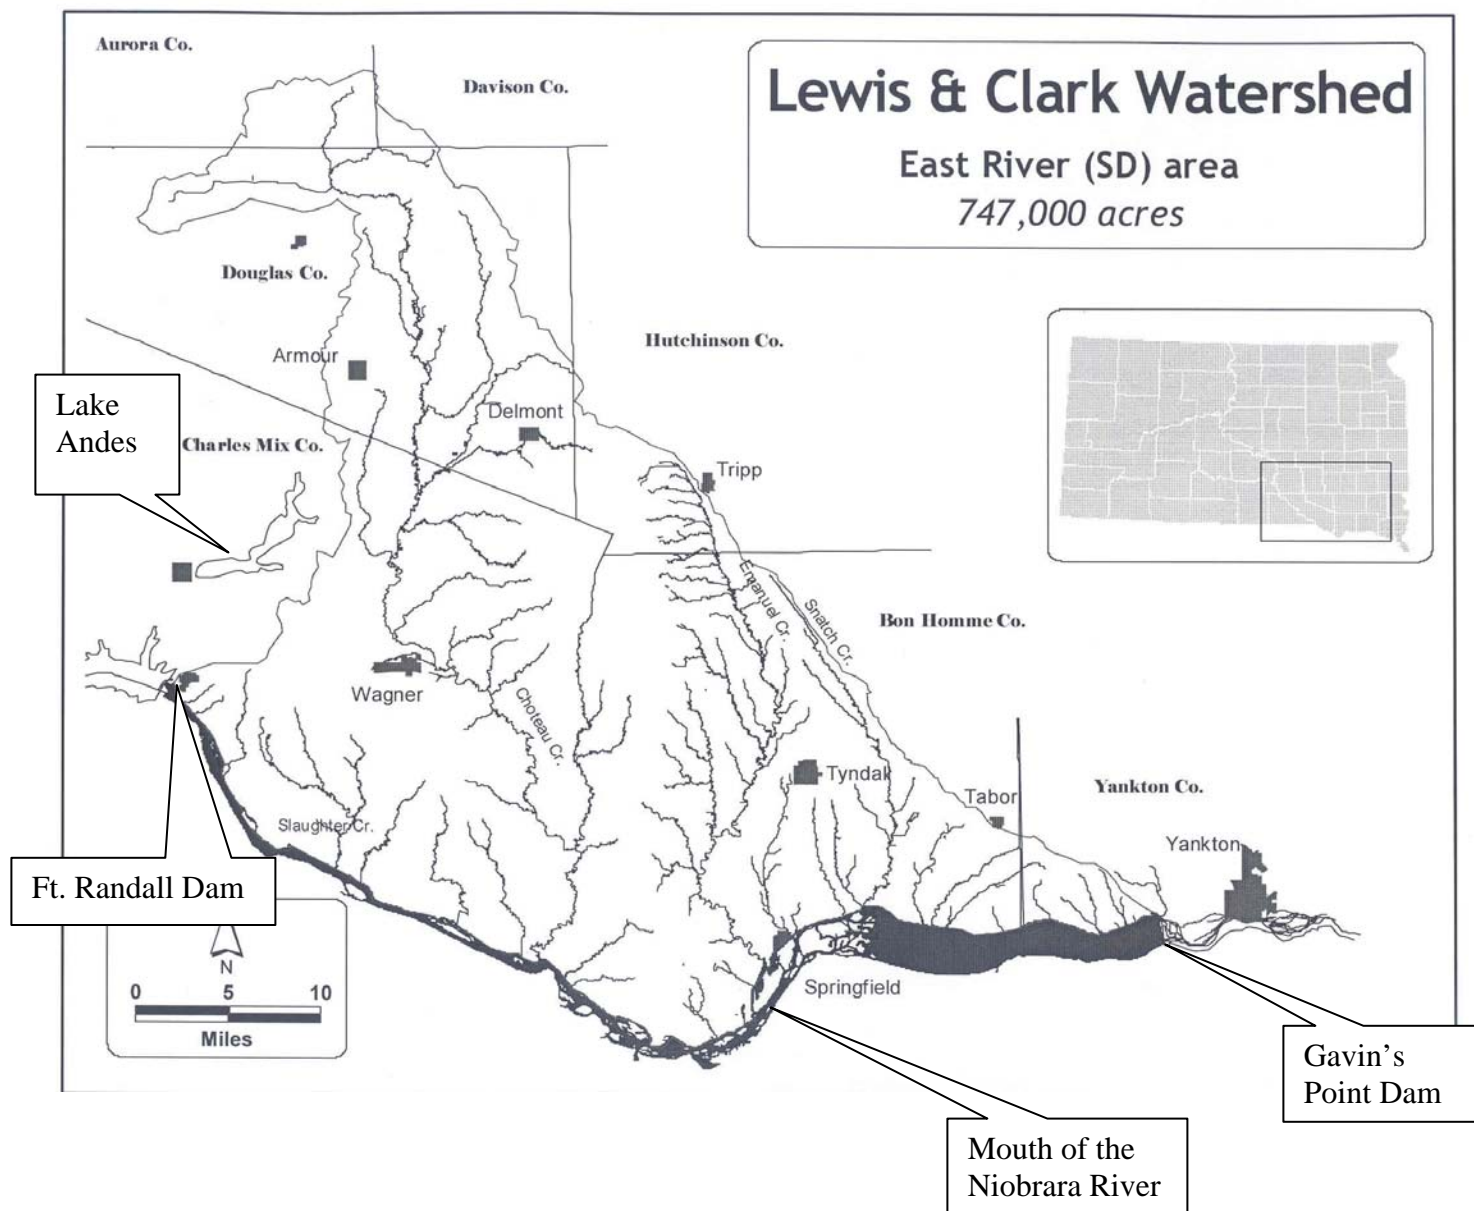 Aurora Co.
Davison Co.
Lewis & Clark Watershed
East River (SD) area
747,000 acres
Douglas Co.
Hutchinson Co.
Armour
Lake
Andes
Delmont
Charles Mix Co.
Tripp
Emanuel Cr.
Snatch Cr.
Bon Homme Co.
Wagner
Choteau Cr.
Tyndak
Tabor
Yankton Co.
Slaughter Cr.
Yankton
Ft. Randall Dam
N
0 5 10
Miles
Springfield
Gavin’s
Point Dam
Mouth of the
Niobrara River